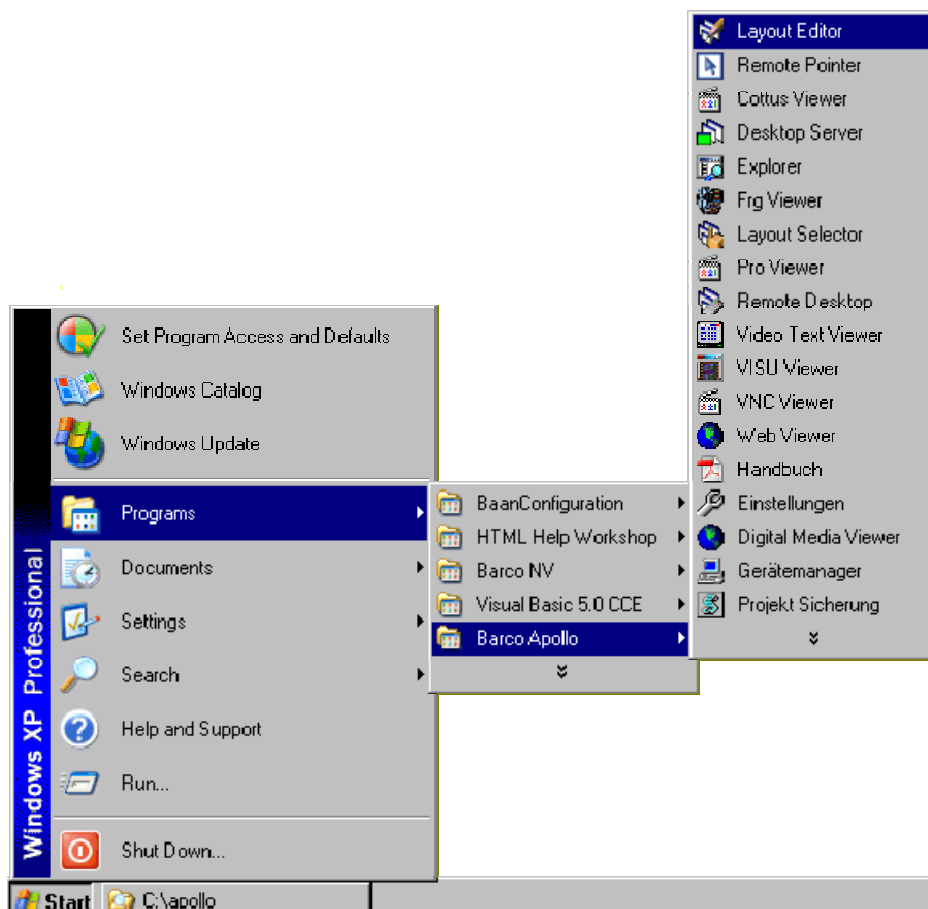 Layout Editor
Remote Pointer
Cottus Viewer
Desktop Server
Explorer
Frg Viewer
Layout Selector
Pro Viewer
Remote Desktop
Video Text Viewer
VISU Viewer
VNC Viewer
Web Viewer
Handbuch
Einstellungen
Digital Media Viewer
Gerätemanager
Projekt Sicherung
Set Program Access and Defaults
Windows Catalog
Windows Update
Programs
Documents
Settings
Search
Help and Support
Run...
Shut Down...
BaanConfiguration
HTML Help Workshop
Barco NV
Visual Basic 5.0 CCE
Barco Apollo
Windows XP Professional
Start
C:\apollo